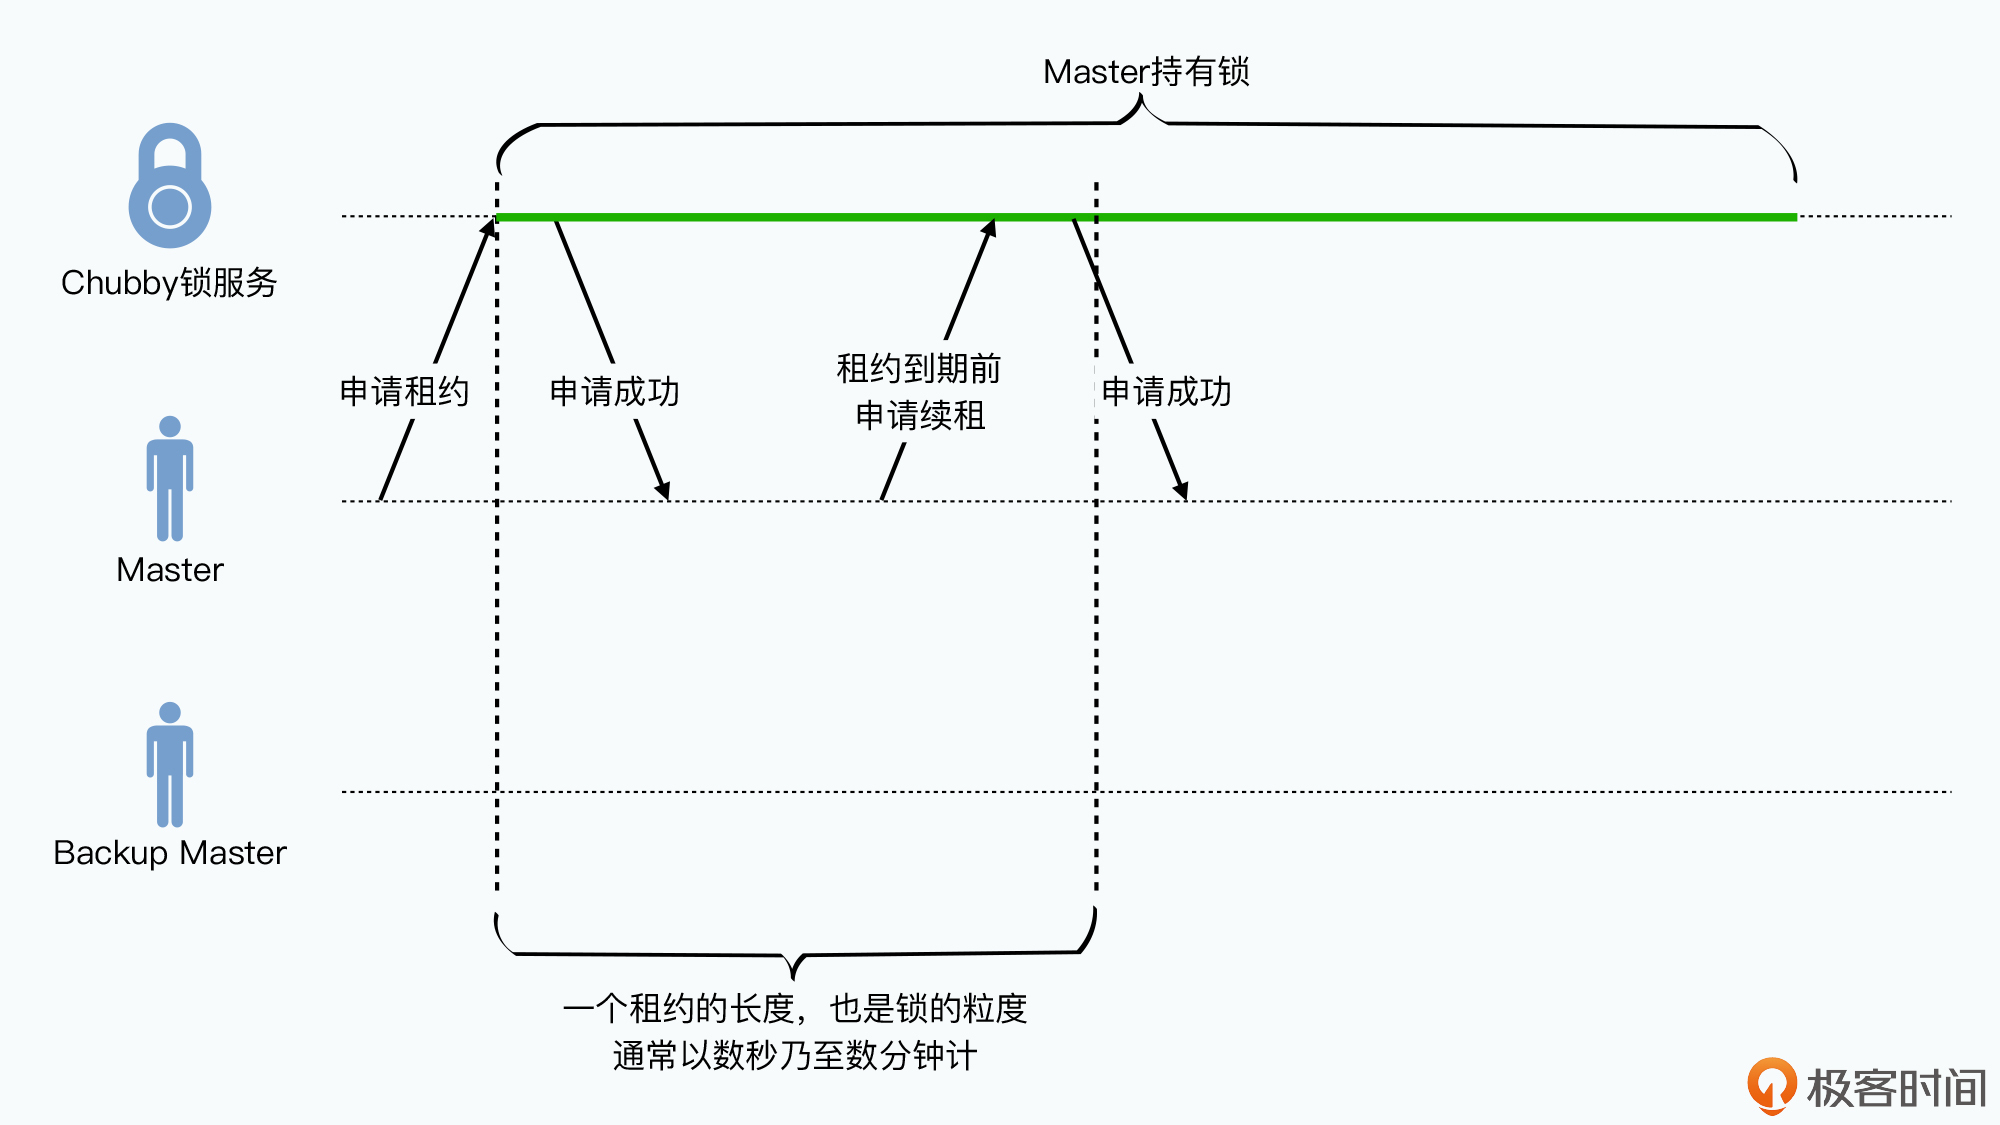 Master持有锁
Chubby锁服务
申请租约
申请成功
租约到期前
申请续租
申请成功
Master
Backup Master
一个租约的长度，也是锁的粒度
通常以数秒乃至数分钟计
极客时间